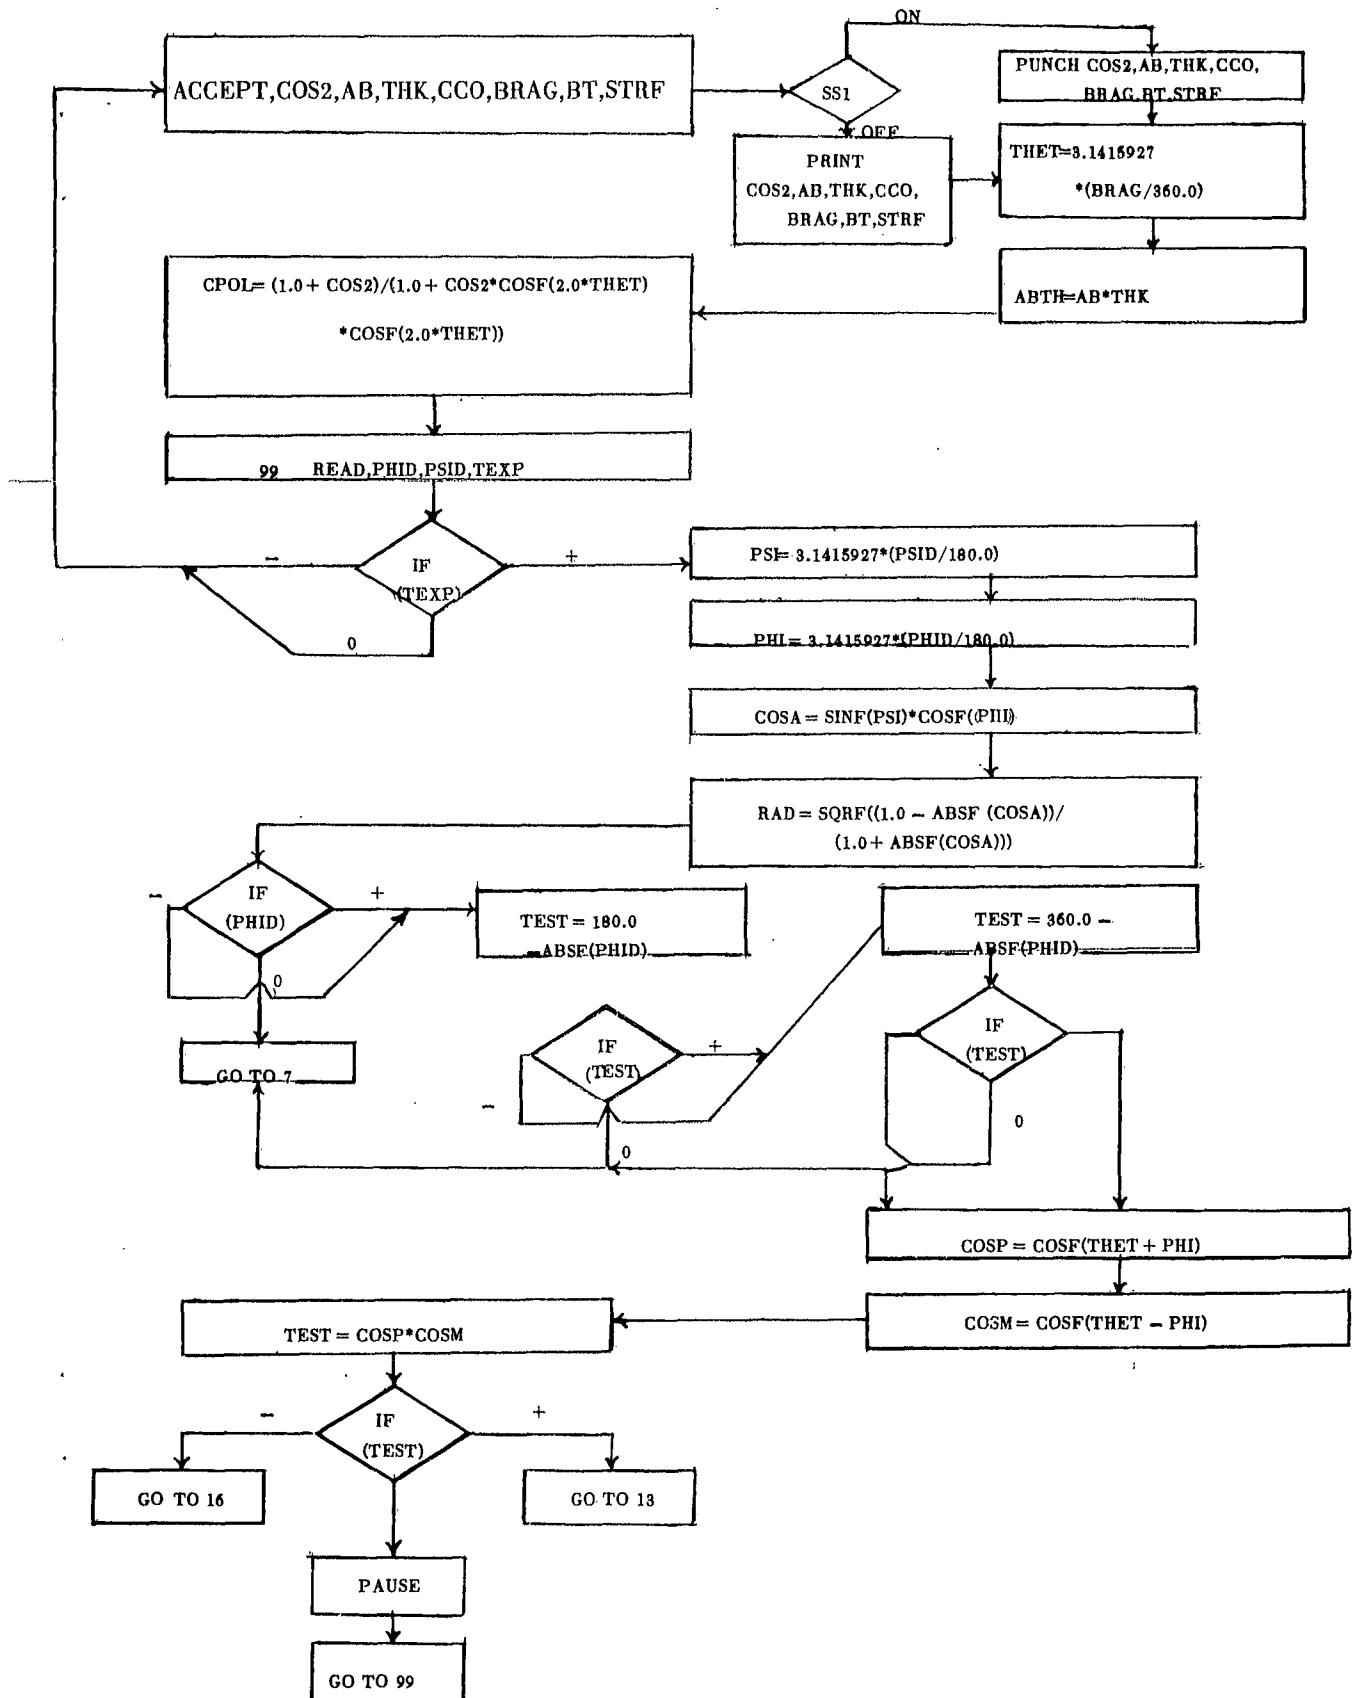 ON
ACCEPT,COS2,AB,THK,CCO,BRAG,BT,STRF
SS1
PUNCH COS2,AB,THK,CCO,
BRAG,BT,STRF
OFF
PRINT
COS2,AB,THK,CCO,
BRAG,BT,STRF
THET=3.1415927
*(BRAG/360.0)
ABTH=AB*THK
CPOL= (1.0+ COS2)/(1.0+ COS2*COSF(2.0*THET)
*COSF(2.0*THET))
99 READ,PHID,PSID,TEXP
IF
(TEXP)
−
+
0
PSI= 3.1415927*(PSID/180.0)
PHI= 3.1415927*(PHID/180.0)
COSA = SINF(PSI)*COSF((PHI)
RAD = SQRF((1.0 − ABSF (COSA))/
(1.0+ ABSF(COSA)))
IF
(PHID)
−
+
0
TEST = 180.0
−ABSF(PHID)
TEST = 360.0 −
ABSF(PHID)
GO TO 7
IF
(TEST)
−
+
0
IF
(TEST)
0
COSP = COSF(THET + PHI)
COSM = COSF(THET − PHI)
TEST = COSP*COSM
IF
(TEST)
−
+
GO TO 16
GO TO 13
PAUSE
GO TO 99